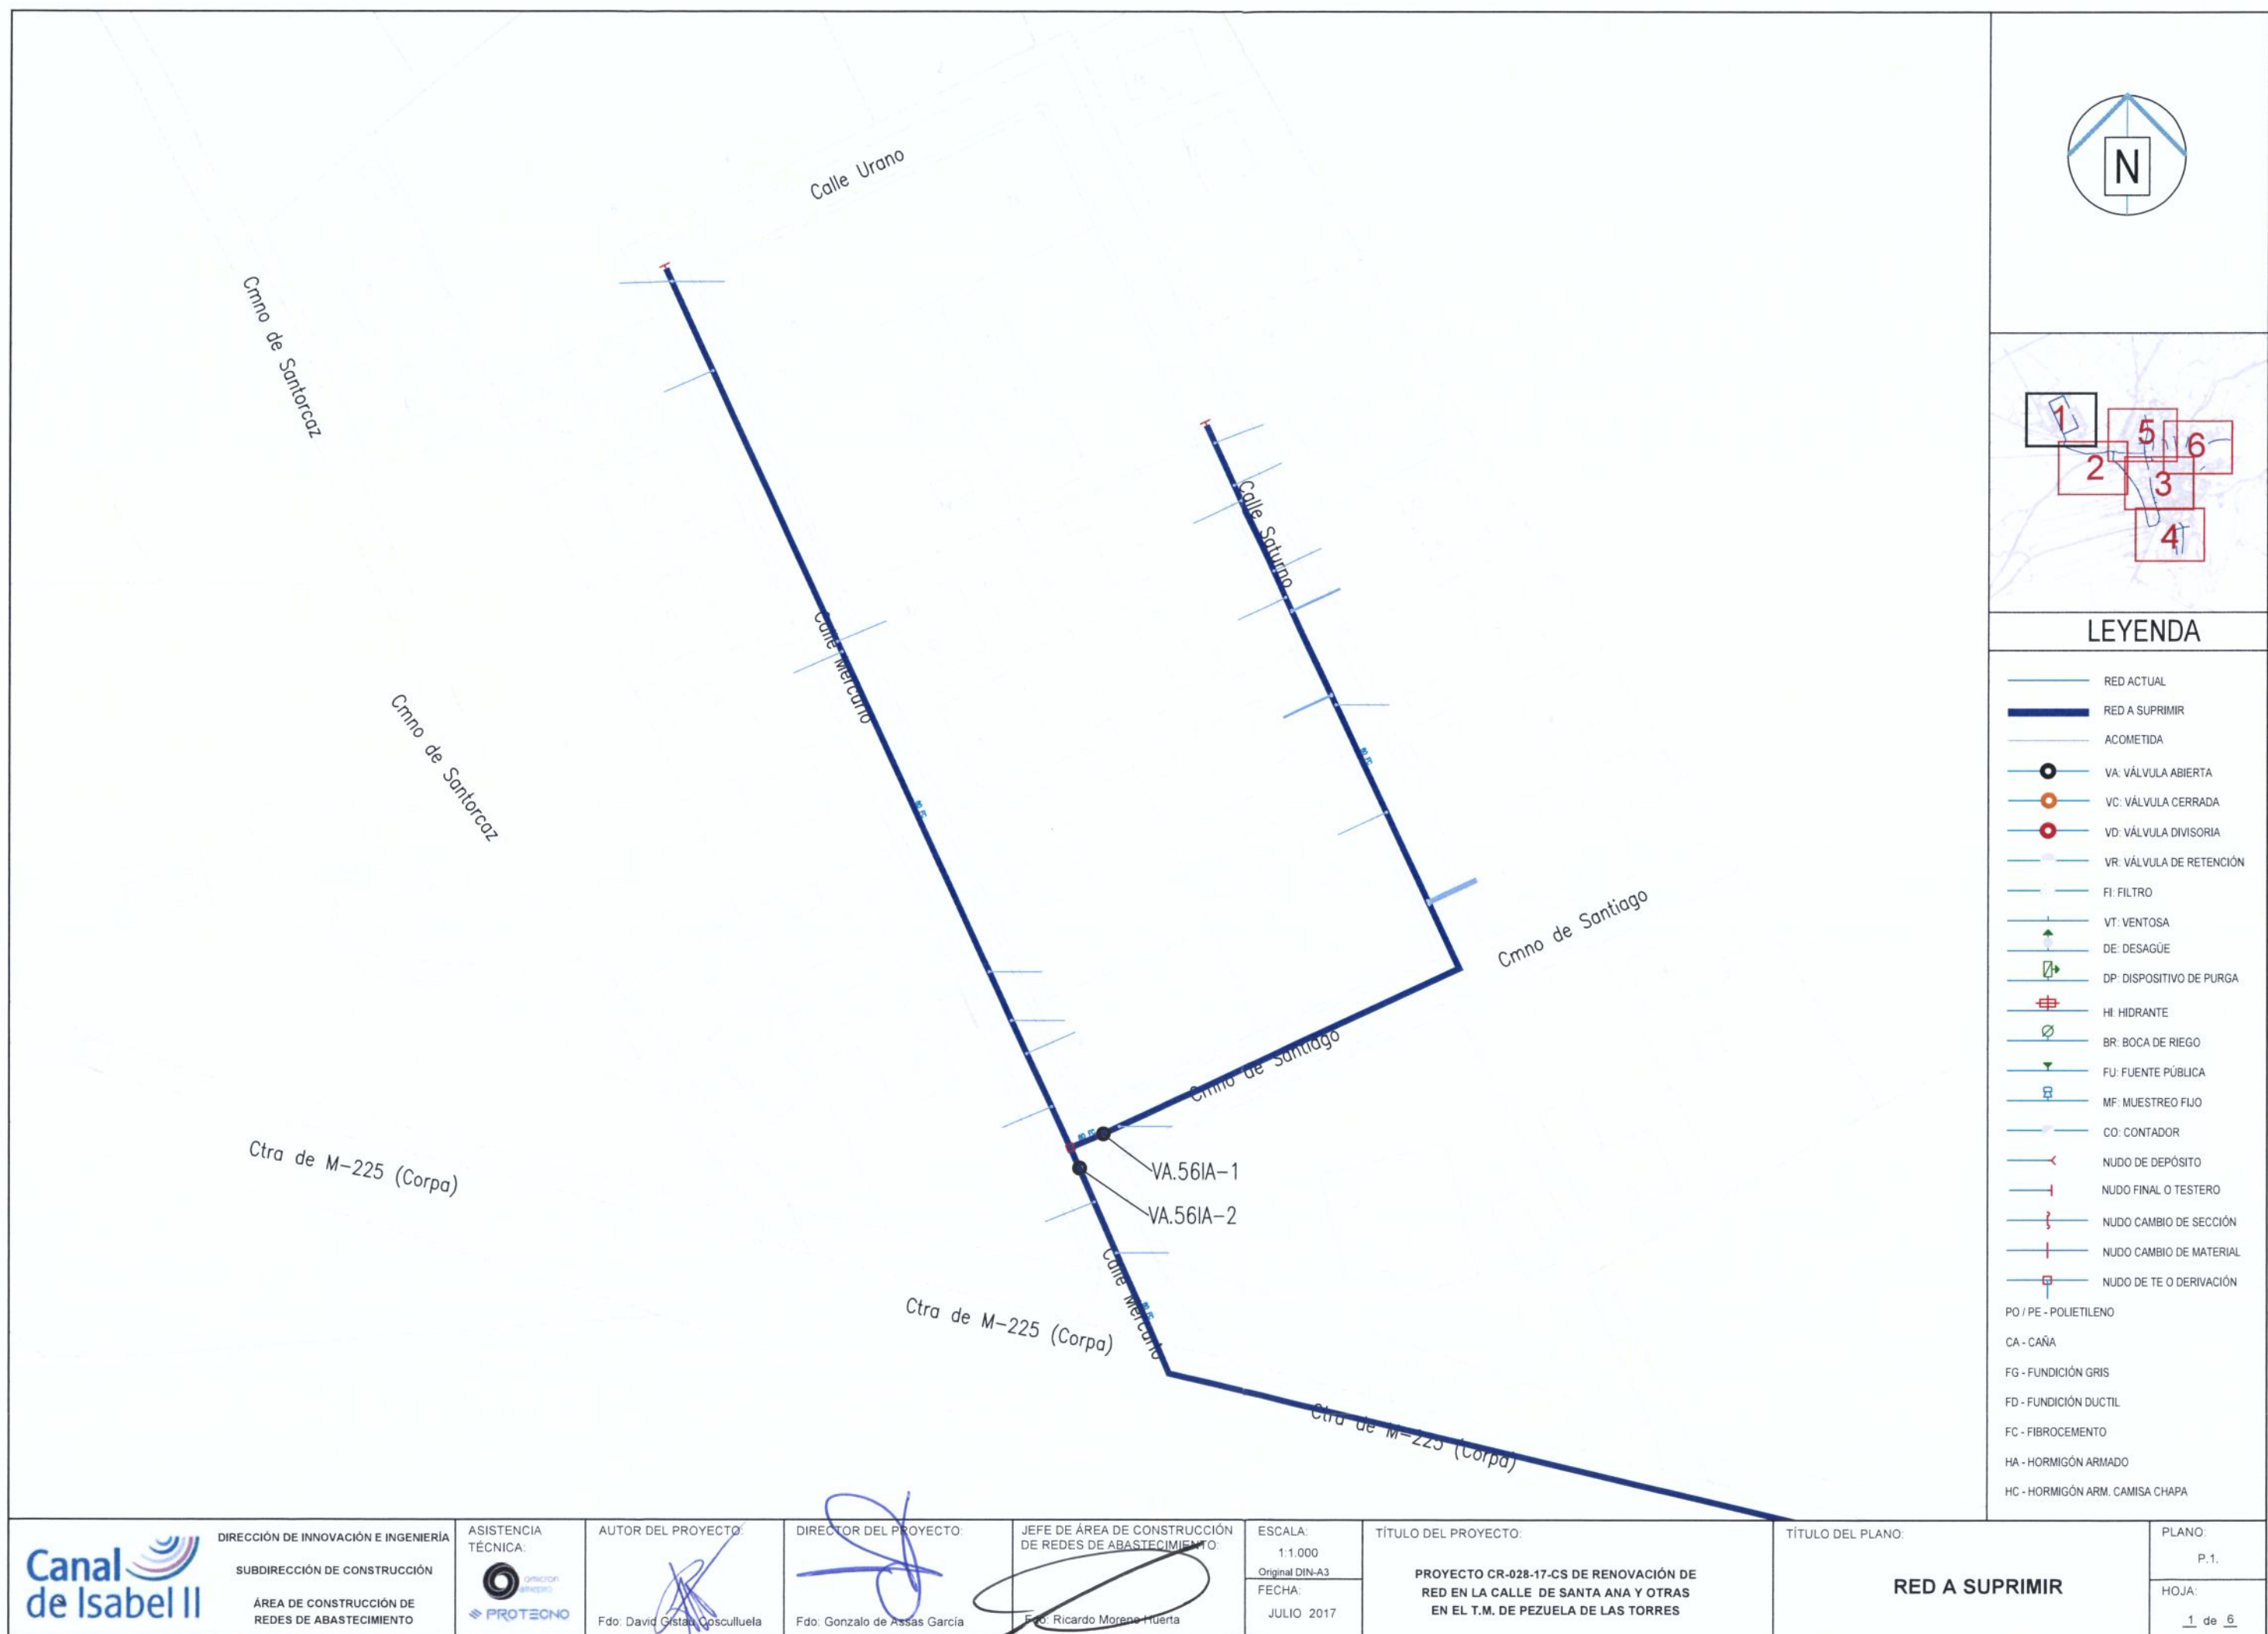 Calle Urano
Cmno de Santorcaz
Calle Saturno
Calle Mercurio
Cmno de Santorcaz
80 FC
80 FC
Cmno de Santiago
Cmno de Santiago
80 FC
VA.56IA-1
VA.56IA-2
Ctra de M-225 (Corpa)
Calle Mercurio
80 FC
Ctra de M-225 (Corpa)
Ctra de M-225 (Corpa)
N
1
5
6
2
3
4
LEYENDA
RED ACTUAL
RED A SUPRIMIR
ACOMETIDA
VA: VÁLVULA ABIERTA
VC: VÁLVULA CERRADA
VD: VÁLVULA DIVISORIA
VR: VÁLVULA DE RETENCIÓN
FI: FILTRO
VT: VENTOSA
DE: DESAGÜE
DP: DISPOSITIVO DE PURGA
HI: HIDRANTE
BR: BOCA DE RIEGO
FU: FUENTE PÚBLICA
MF: MUESTREO FIJO
CO: CONTADOR
NUDO DE DEPÓSITO
NUDO FINAL O TESTERO
NUDO CAMBIO DE SECCIÓN
NUDO CAMBIO DE MATERIAL
NUDO DE TE O DERIVACIÓN
PO / PE - POLIETILENO
CA - CAÑA
FG - FUNDICIÓN GRIS
FD - FUNDICIÓN DUCTIL
FC - FIBROCEMENTO
HA - HORMIGÓN ARMADO
HC - HORMIGÓN ARM. CAMISA CHAPA
Canal
de Isabel II
DIRECCIÓN DE INNOVACIÓN E INGENIERÍA
SUBDIRECCIÓN DE CONSTRUCCIÓN
ÁREA DE CONSTRUCCIÓN DE
REDES DE ABASTECIMIENTO
ASISTENCIA
TÉCNICA:
omicron
amepro
PROTECNO
AUTOR DEL PROYECTO:
Fdo: David Gistau Cosculluela
DIRECTOR DEL PROYECTO:
Fdo: Gonzalo de Assas García
JEFE DE ÁREA DE CONSTRUCCIÓN
DE REDES DE ABASTECIMIENTO:
Fdo: Ricardo Moreno Huerta
ESCALA:
1:1.000
Original DIN-A3
FECHA:
JULIO 2017
TÍTULO DEL PROYECTO:
PROYECTO CR-028-17-CS DE RENOVACIÓN DE
RED EN LA CALLE DE SANTA ANA Y OTRAS
EN EL T.M. DE PEZUELA DE LAS TORRES
TÍTULO DEL PLANO:
RED A SUPRIMIR
PLANO:
P.1.
HOJA:
1 de 6